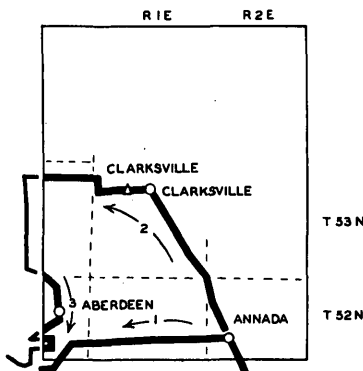 R1E R2E
CLARKSVILLE
CLARKSVILLE
T 53 N
2
3
ABERDEEN
1
ANNADA
T 52 N